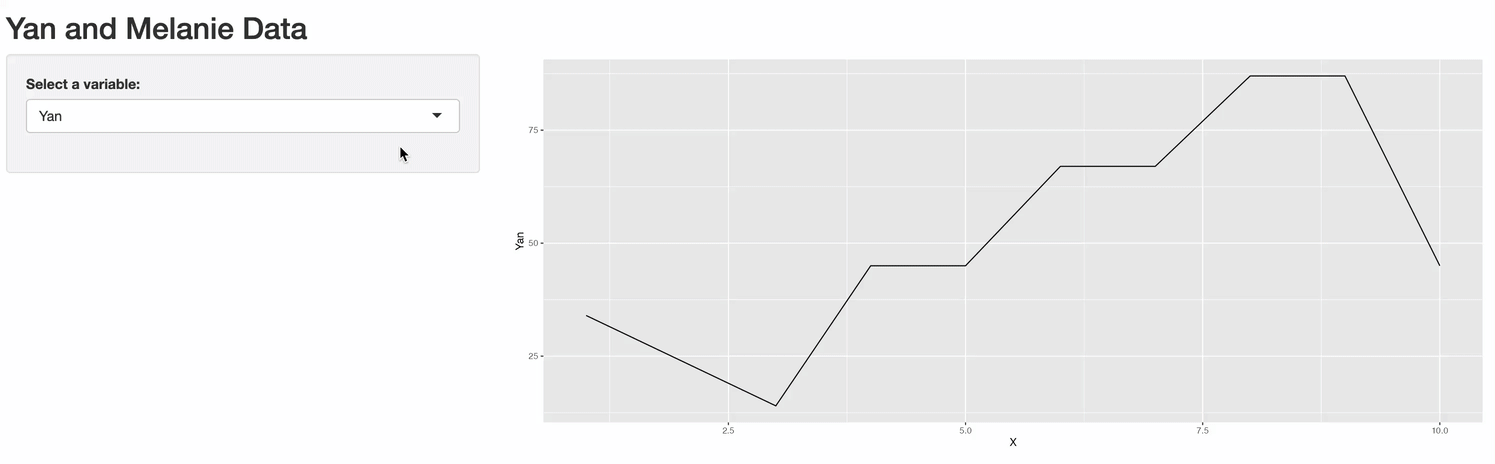 Yan and Melanie Data
Select a variable:
Yan
75
50
25
Yan
2.5 5.0 7.5 10.0
X